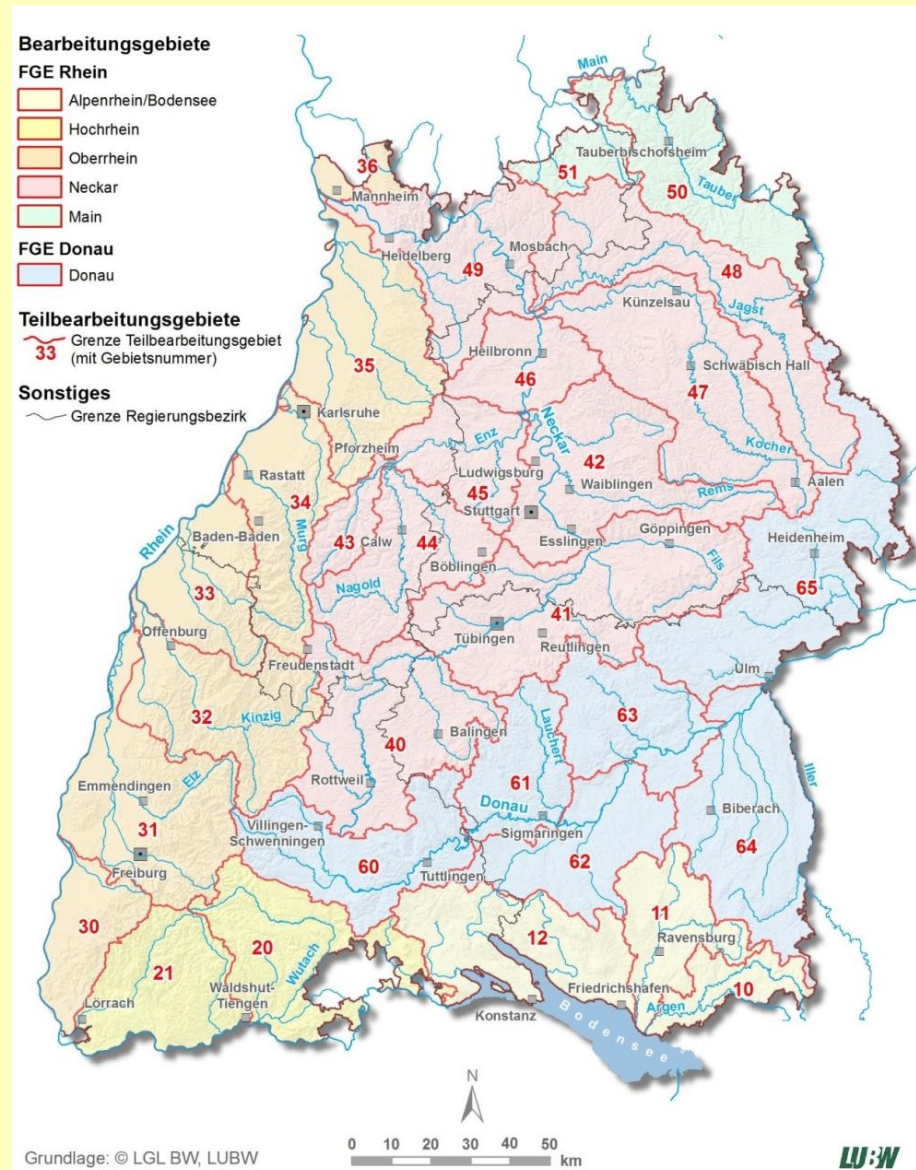 Bearbeitungsgebiete
FGE Rhein
Alpenrhein/Bodensee
Hochrhein
Oberrhein
Neckar
Main
FGE Donau
Donau
Teilbearbeitungsgebiete
33 Grenze Teilbearbeitungsgebiet
(mit Gebietsnummer)
Sonstiges
Grenze Regierungsbezirk
Main
Tauberbischofsheim
36
51
Mannheim
Tauber
50
Heidelberg
Mosbach
49
48
Künzelsau
Jagst
Heilbronn
Schwäbisch Hall
35
46
47
Karlsruhe
Neckar
Pforzheim
Enz
Kocher
Ludwigsburg
42
Rastatt
Waiblingen
Rems
Aalen
34
45
Stuttgart
Murg
Baden-Baden
Rhein
43
Calw
44
Esslingen
Göppingen
Heidenheim
Böblingen
Fils
65
Nagold
33
41
Offenburg
Tübingen
Reutlingen
Freudenstadt
Ulm
32
Kinzig
63
Lauchert
40
Balingen
Rottweil
61
Iller
Emmendingen
Elz
Donau
Biberach
Villingen-
Schwenningen
Sigmaringen
31
64
60
62
Freiburg
Tuttlingen
30
11
20
12
Ravensburg
21
Wutach
10
Waldshut-
Tiengen
Friedrichshafen
Lörrach
Argen
Konstanz
Bodensee
N
0 10 20 30 40 50
km
Grundlage: © LGL BW, LUBW
LUBW